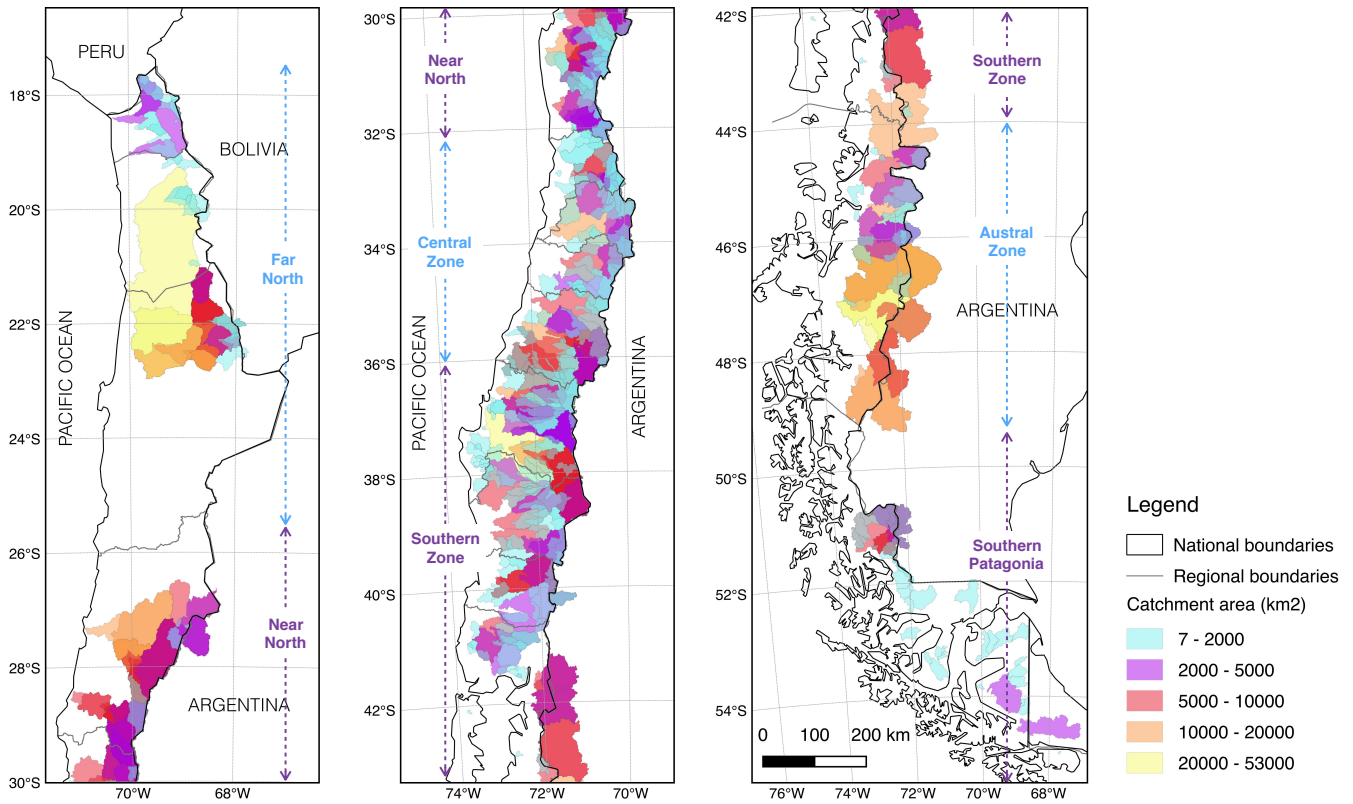 PERU
BOLIVIA
18°S
20°S
22°S
24°S
26°S
28°S
30°S
Far
North
Near
North
PACIFIC OCEAN
ARGENTINA
70°W
68°W
30°S
32°S
34°S
36°S
38°S
40°S
42°S
Near
North
Central
Zone
Southern
Zone
PACIFIC OCEAN
ARGENTINA
74°W
72°W
70°W
42°S
44°S
46°S
48°S
50°S
52°S
54°S
Southern
Zone
Austral
Zone
ARGENTINA
Southern
Patagonia
0 100 200 km
76°W
74°W
72°W
70°W
68°W
Legend
National boundaries
Regional boundaries
Catchment area (km2)
7 - 2000
2000 - 5000
5000 - 10000
10000 - 20000
20000 - 53000